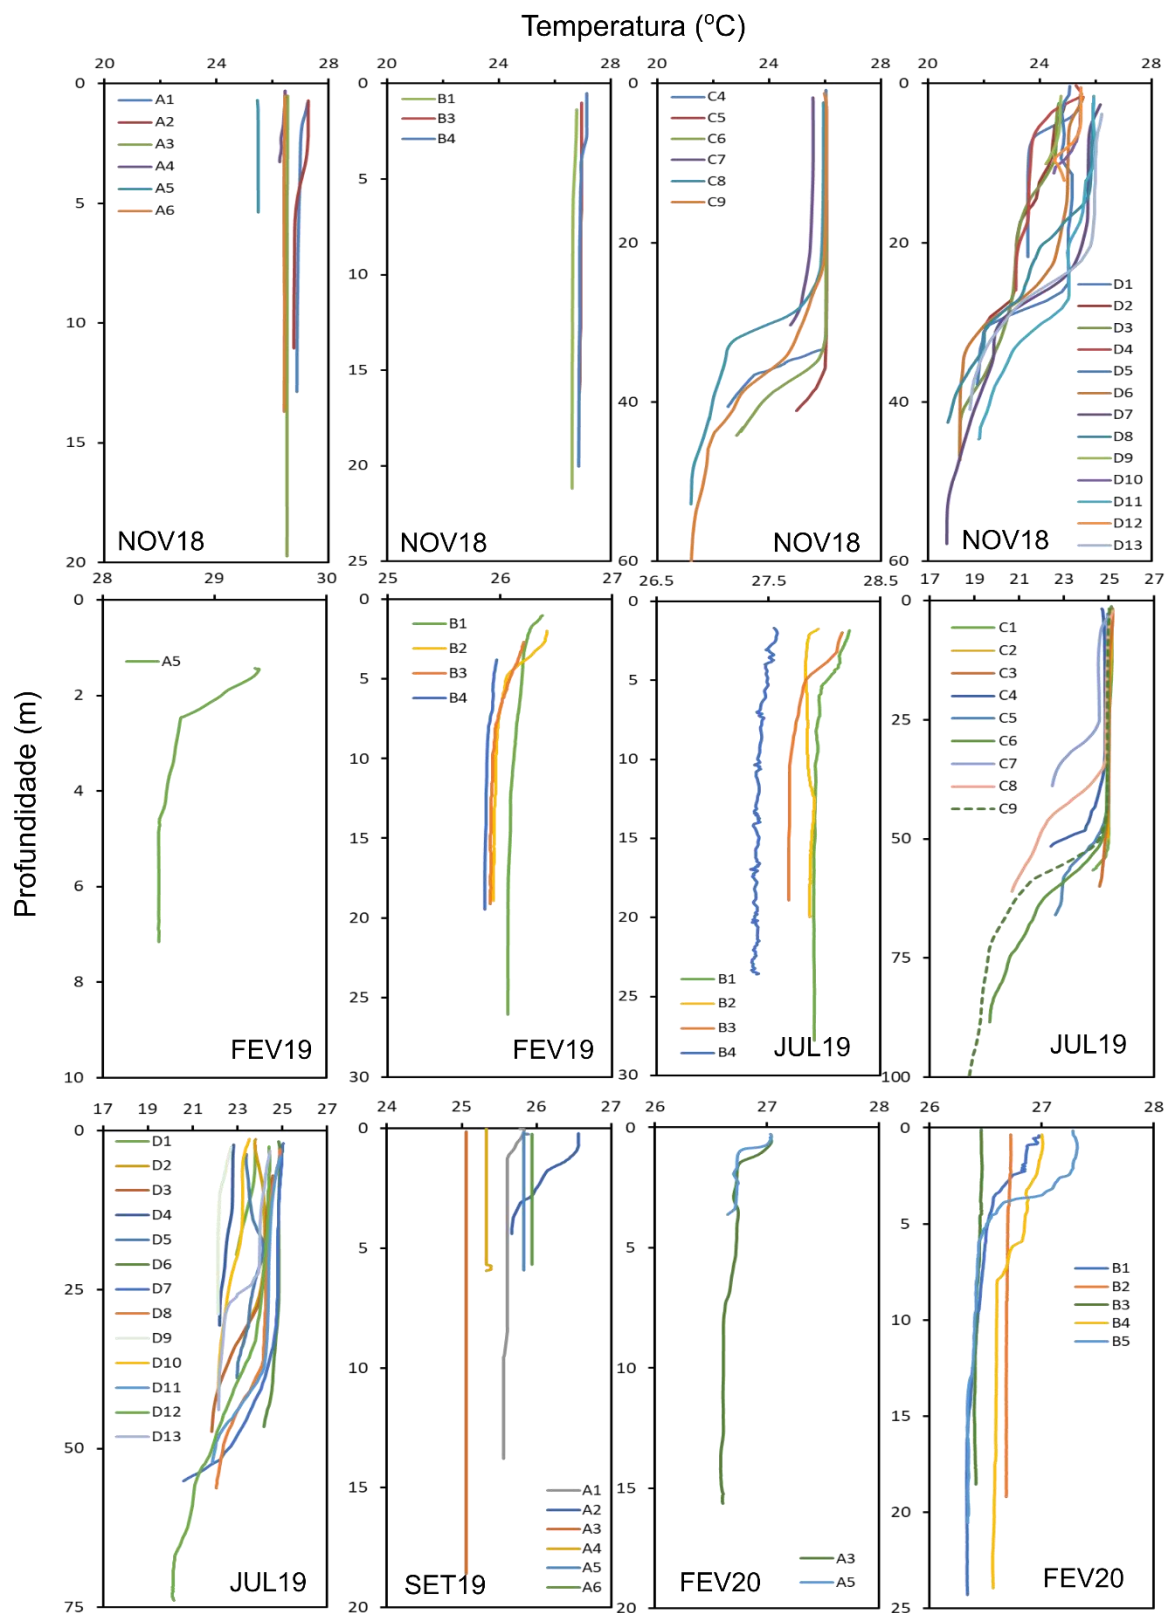 Temperatura (ºC)
Profundidade (m)
20 24 28
0
5
10
15
20
A1
A2
A3
A4
A5
A6
NOV18
20 24 28
0
5
10
15
20
25
B1
B3
B4
NOV18
20 24 28
0
20
40
60
C4
C5
C6
C7
C8
C9
NOV18
20 24 28
0
20
40
60
D1
D2
D3
D4
D5
D6
D7
D8
D9
D10
D11
D12
D13
NOV18
28 29 30
0
2
4
6
8
10
A5
FEV19
25 26 27
0
5
10
15
20
25
30
B1
B2
B3
B4
FEV19
26.5 27.5 28.5
0
5
10
15
20
25
30
B1
B2
B3
B4
JUL19
17 19 21 23 25 27
0
25
50
75
100
C1
C2
C3
C4
C5
C6
C7
C8
C9
JUL19
17 19 21 23 25 27
0
25
50
75
D1
D2
D3
D4
D5
D6
D7
D8
D9
D10
D11
D12
D13
JUL19
24 25 26 27
0
5
10
15
20
A1
A2
A3
A4
A5
A6
SET19
26 27 28
0
5
10
15
20
A3
A5
FEV20
26 27 28
0
5
10
15
20
25
B1
B2
B3
B4
B5
FEV20